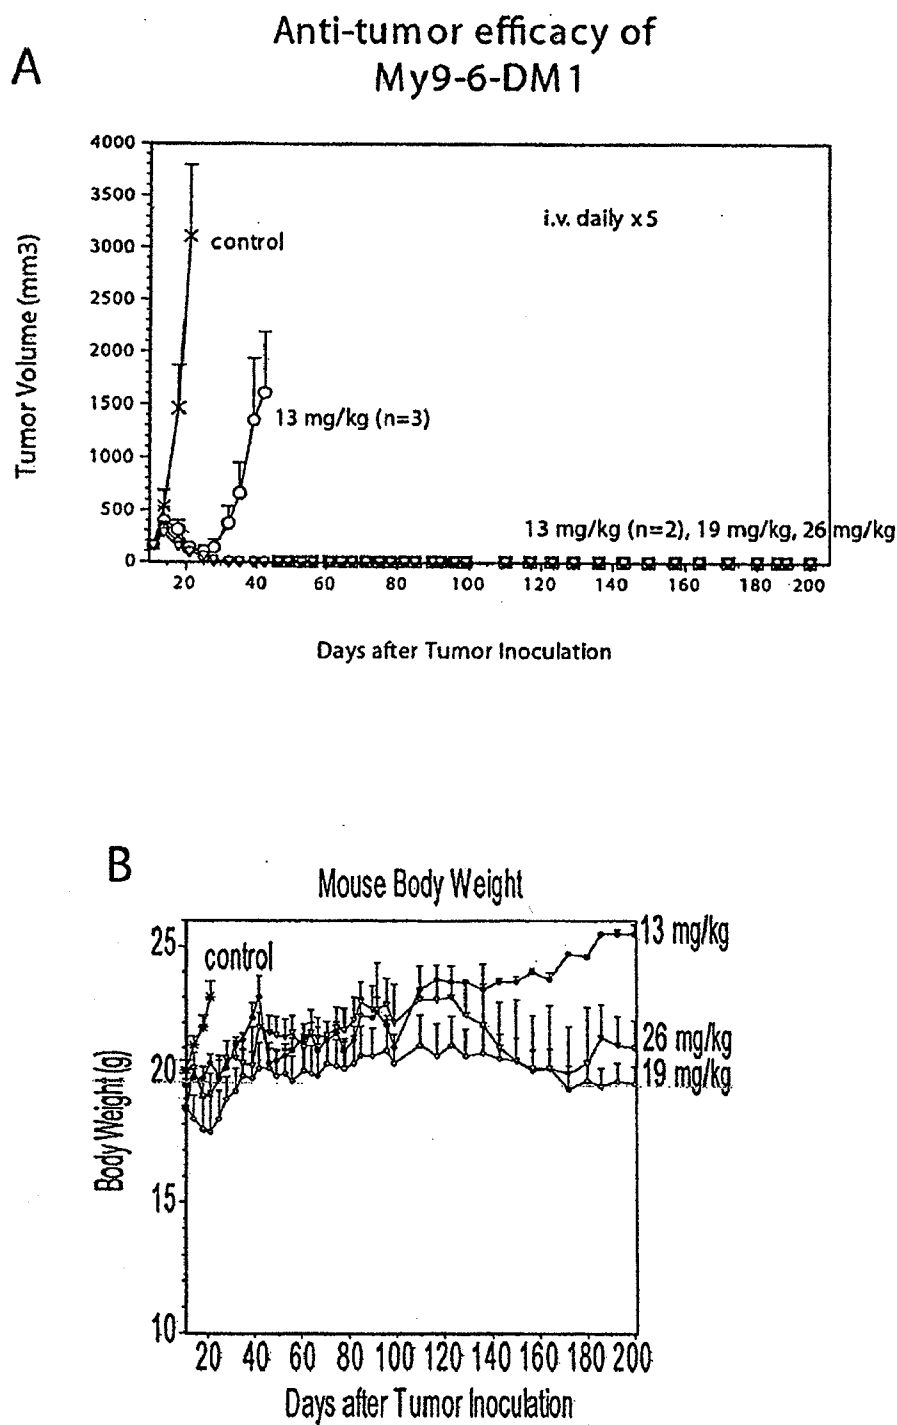 Anti-tumor efficacy of
My9-6-DM1
A
4000
3500
3000
2500
2000
1500
1000
500
0
Tumor Volume (mm3)
control
i.v. daily x5
13 mg/kg (n=3)
13 mg/kg (n=2), 19 mg/kg, 26 mg/kg
20 40 60 80 100 120 140 160 180 200
Days after Tumor Inoculation
B
Mouse Body Weight
25
20
15
10
Body Weight (g)
control
13 mg/kg
26 mg/kg
19 mg/kg
20 40 60 80 100 120 140 160 180 200
Days after Tumor Inoculation